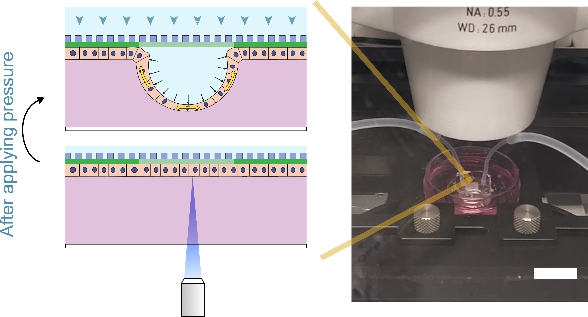 After applying pressure
NA : 0.55
WD : 26 mm